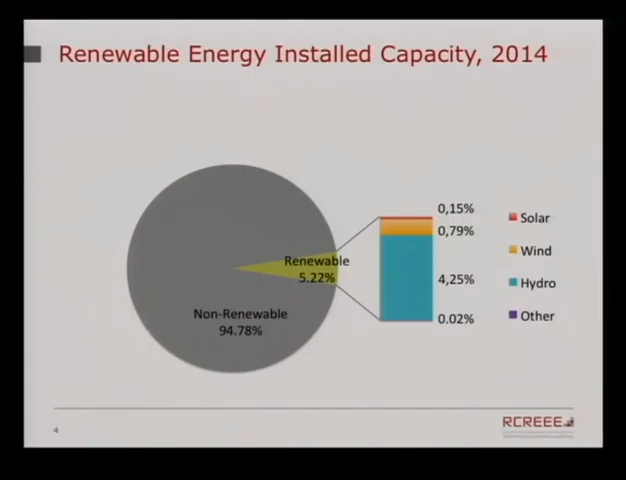 Renewable Energy Installed Capacity, 2014
Renewable
5.22%
Non-Renewable
94.78%
0,15%
0,79%
4,25%
0.02%
Solar
Wind
Hydro
Other
4
RCREEE